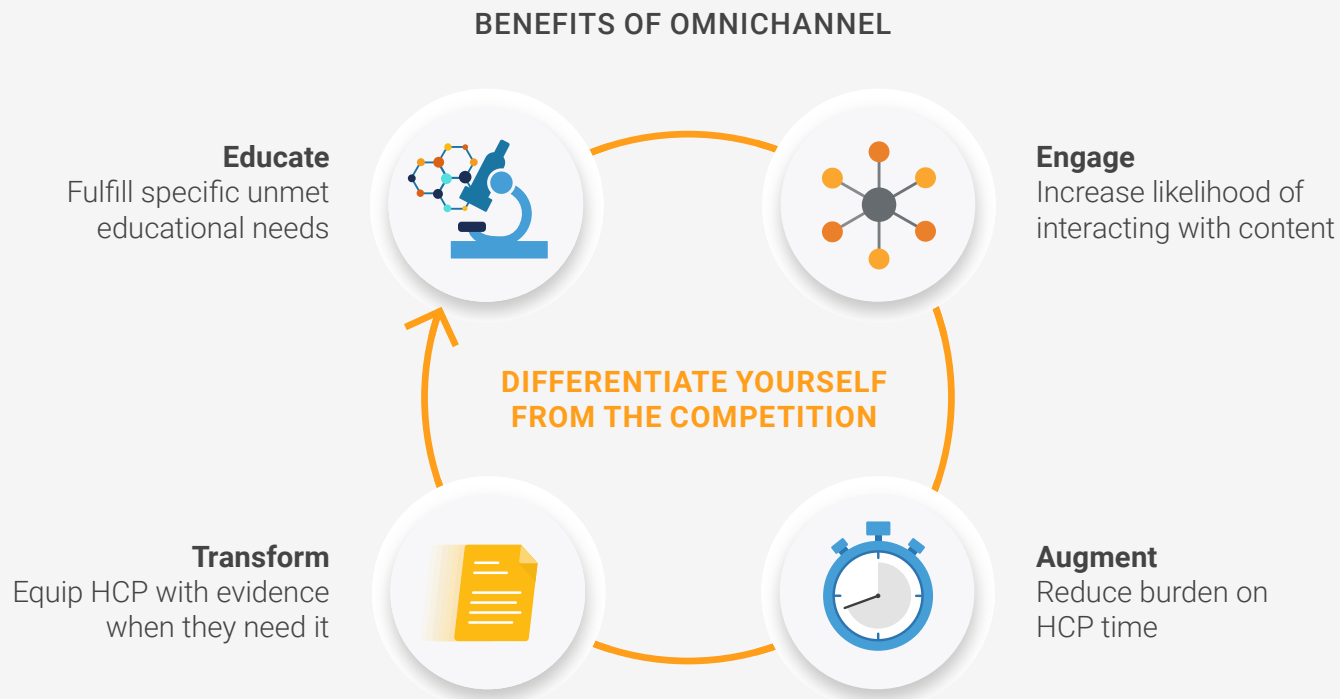 BENEFITS OF OMNICHANNEL
Educate
Fulfill specific unmet
educational needs
Engage
Increase likelihood of
interacting with content
DIFFERENTIATE YOURSELF
FROM THE COMPETITION
Transform
Equip HCP with evidence
when they need it
Augment
Reduce burden on
HCP time